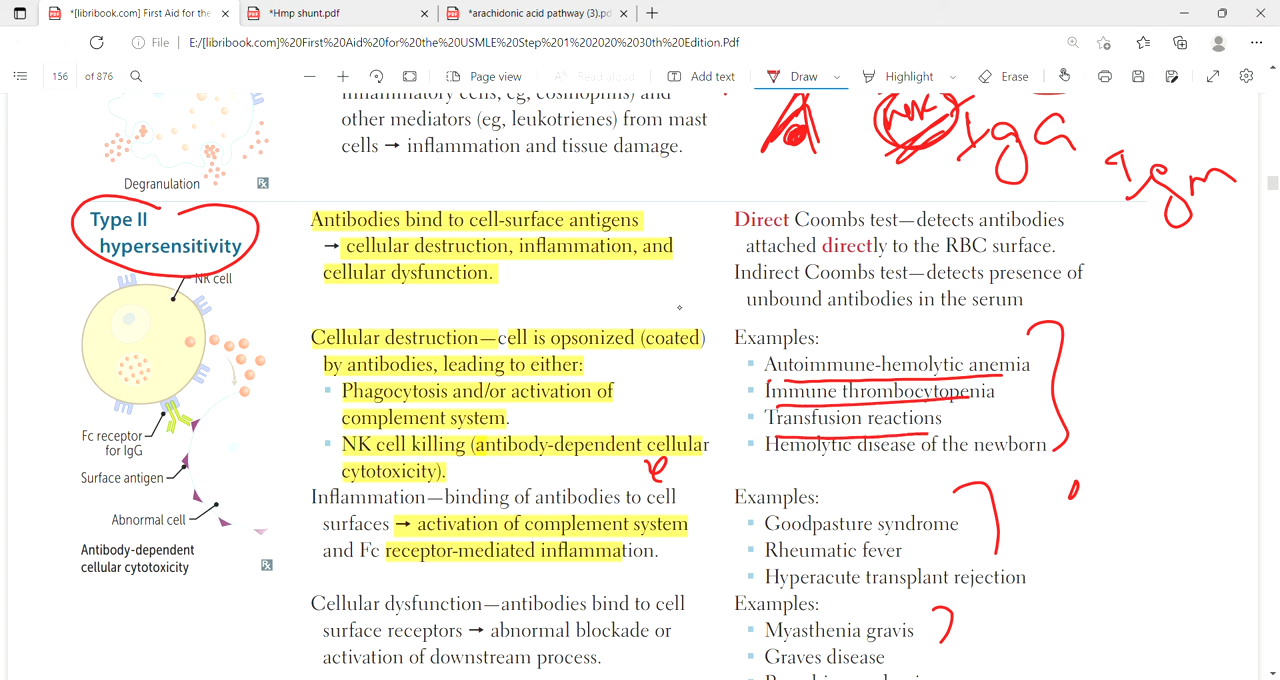 *[libribook.com] First Aid for the
*Hmp shunt.pdf
*arachidonic acid pathway (3).pd
File E:/[libribook.com]%20First%20Aid%20for%20the%20USMLE%20Step%201%202020%2030th%20Edition.Pdf
156 of 876
Page view
Read aloud
Add text
Draw
Highlight
Erase
inflammatory cells, eg, eosinophils) and
other mediators (eg, leukotrienes) from mast
cells → inflammation and tissue damage.
Degranulation
NK
IgG
IgM
Type II
hypersensitivity
NK cell
Fc receptor
for IgG
Surface antigen
Abnormal cell
Antibody-dependent
cellular cytotoxicity
Antibodies bind to cell-surface antigens
→ cellular destruction, inflammation, and
cellular dysfunction.
Cellular destruction—cell is opsonized (coated)
by antibodies, leading to either:
Phagocytosis and/or activation of
complement system.
NK cell killing (antibody-dependent cellular
cytotoxicity).
Inflammation—binding of antibodies to cell
surfaces → activation of complement system
and Fc receptor-mediated inflammation.
Cellular dysfunction—antibodies bind to cell
surface receptors → abnormal blockade or
activation of downstream process.
Direct Coombs test—detects antibodies
attached directly to the RBC surface.
Indirect Coombs test—detects presence of
unbound antibodies in the serum
Examples:
Autoimmune-hemolytic anemia
Immune thrombocytopenia
Transfusion reactions
Hemolytic disease of the newborn
Examples:
Goodpasture syndrome
Rheumatic fever
Hyperacute transplant rejection
Examples:
Myasthenia gravis
Graves disease